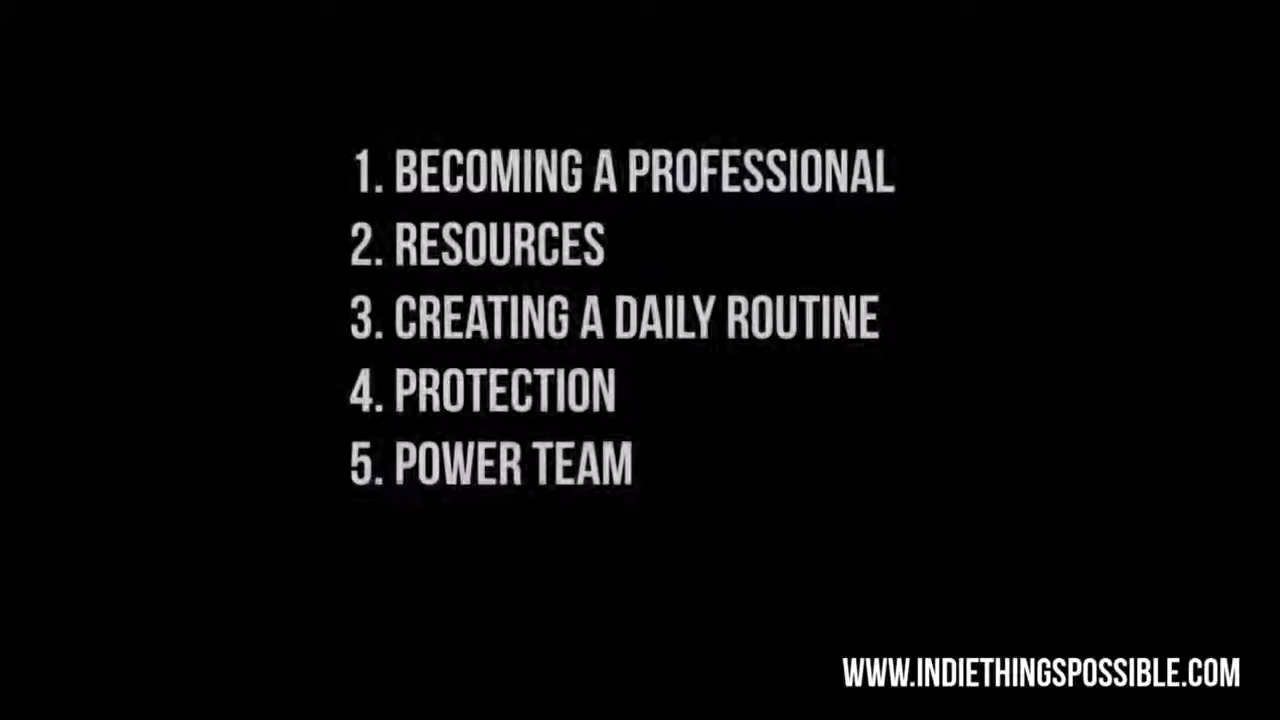 1. BECOMING A PROFESSIONAL
2. RESOURCES
3. CREATING A DAILY ROUTINE
4. PROTECTION
5. POWER TEAM
WWW.INDIETHINGSPOSSIBLE.COM